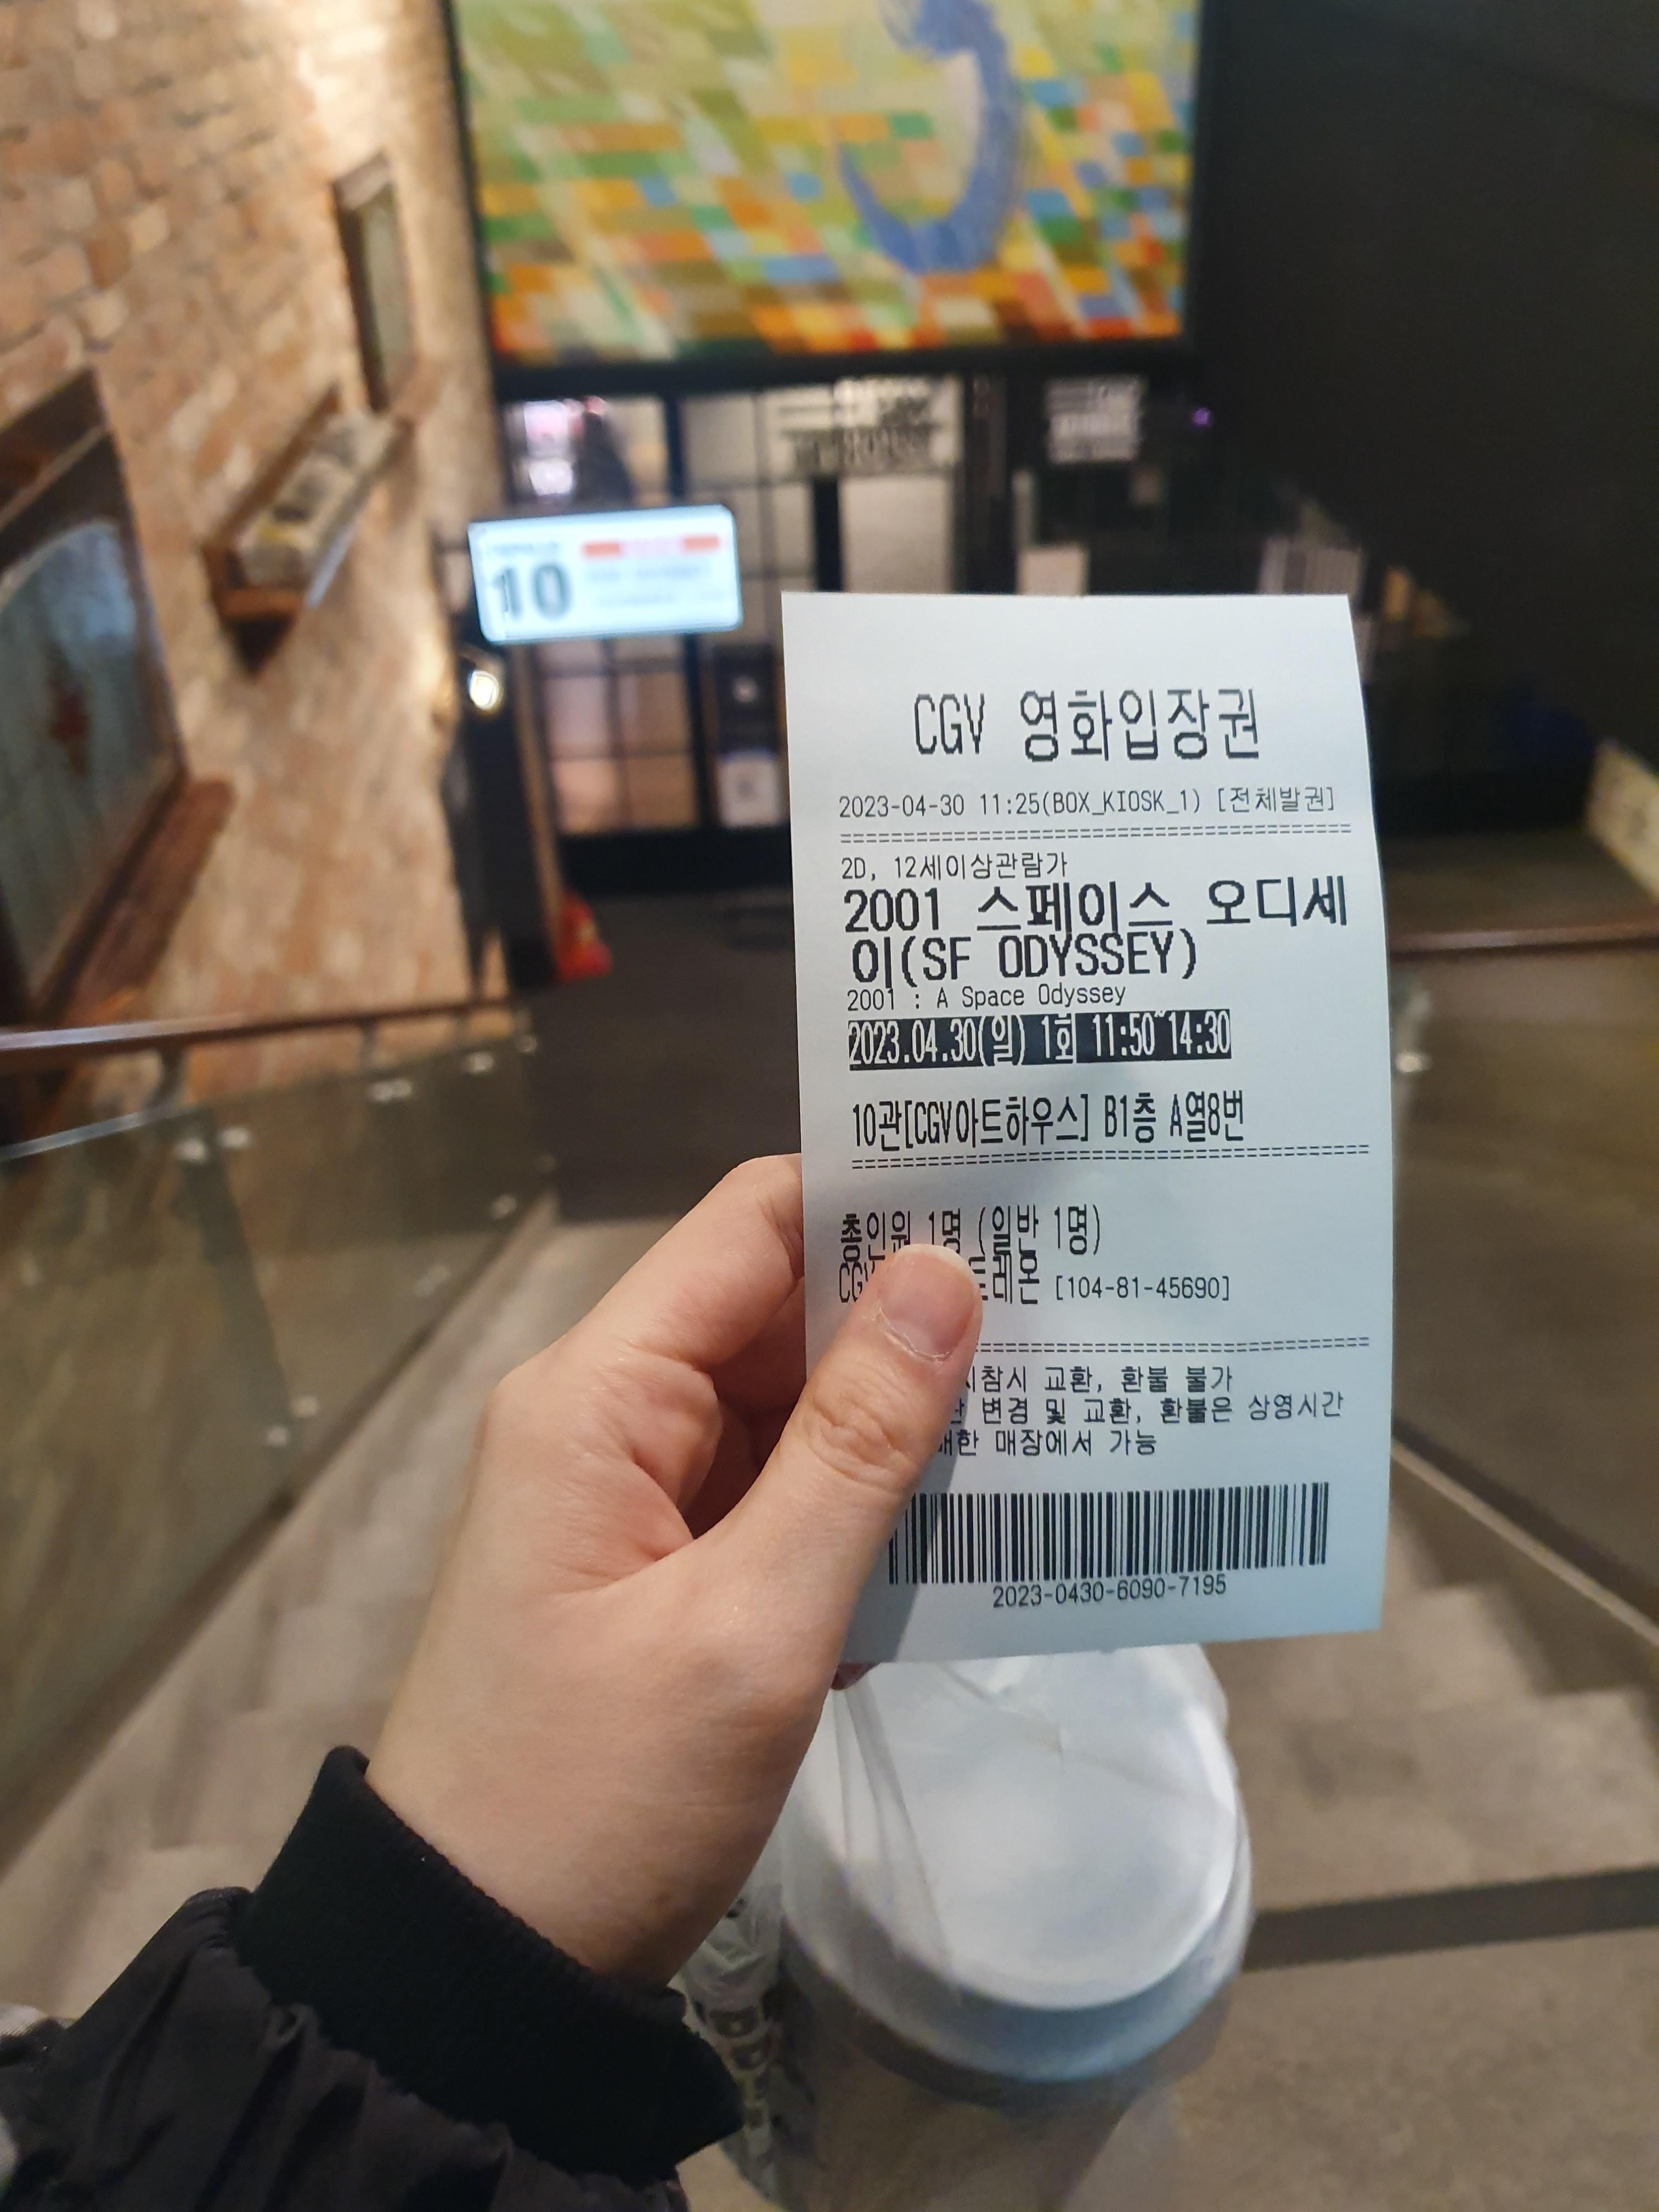 10
CGV 영화입장권
2023-04-30 11:25(BOX_KIOSK_1) [전체발권]
2D, 12세이상관람가
2001 스페이스 오디세
이(SF ODYSSEY)
2001 : A Space Odyssey
2023.04.30(일) 1회 11:50~14:30
10관[CGV아트하우스] B1층 A열8번
총인원 1명 (일반 1명)
[104-81-45690]
교환, 환불 불가
변경 및 교환, 환불은 상영시간
매장에서 가능
2023-0430-6090-7195